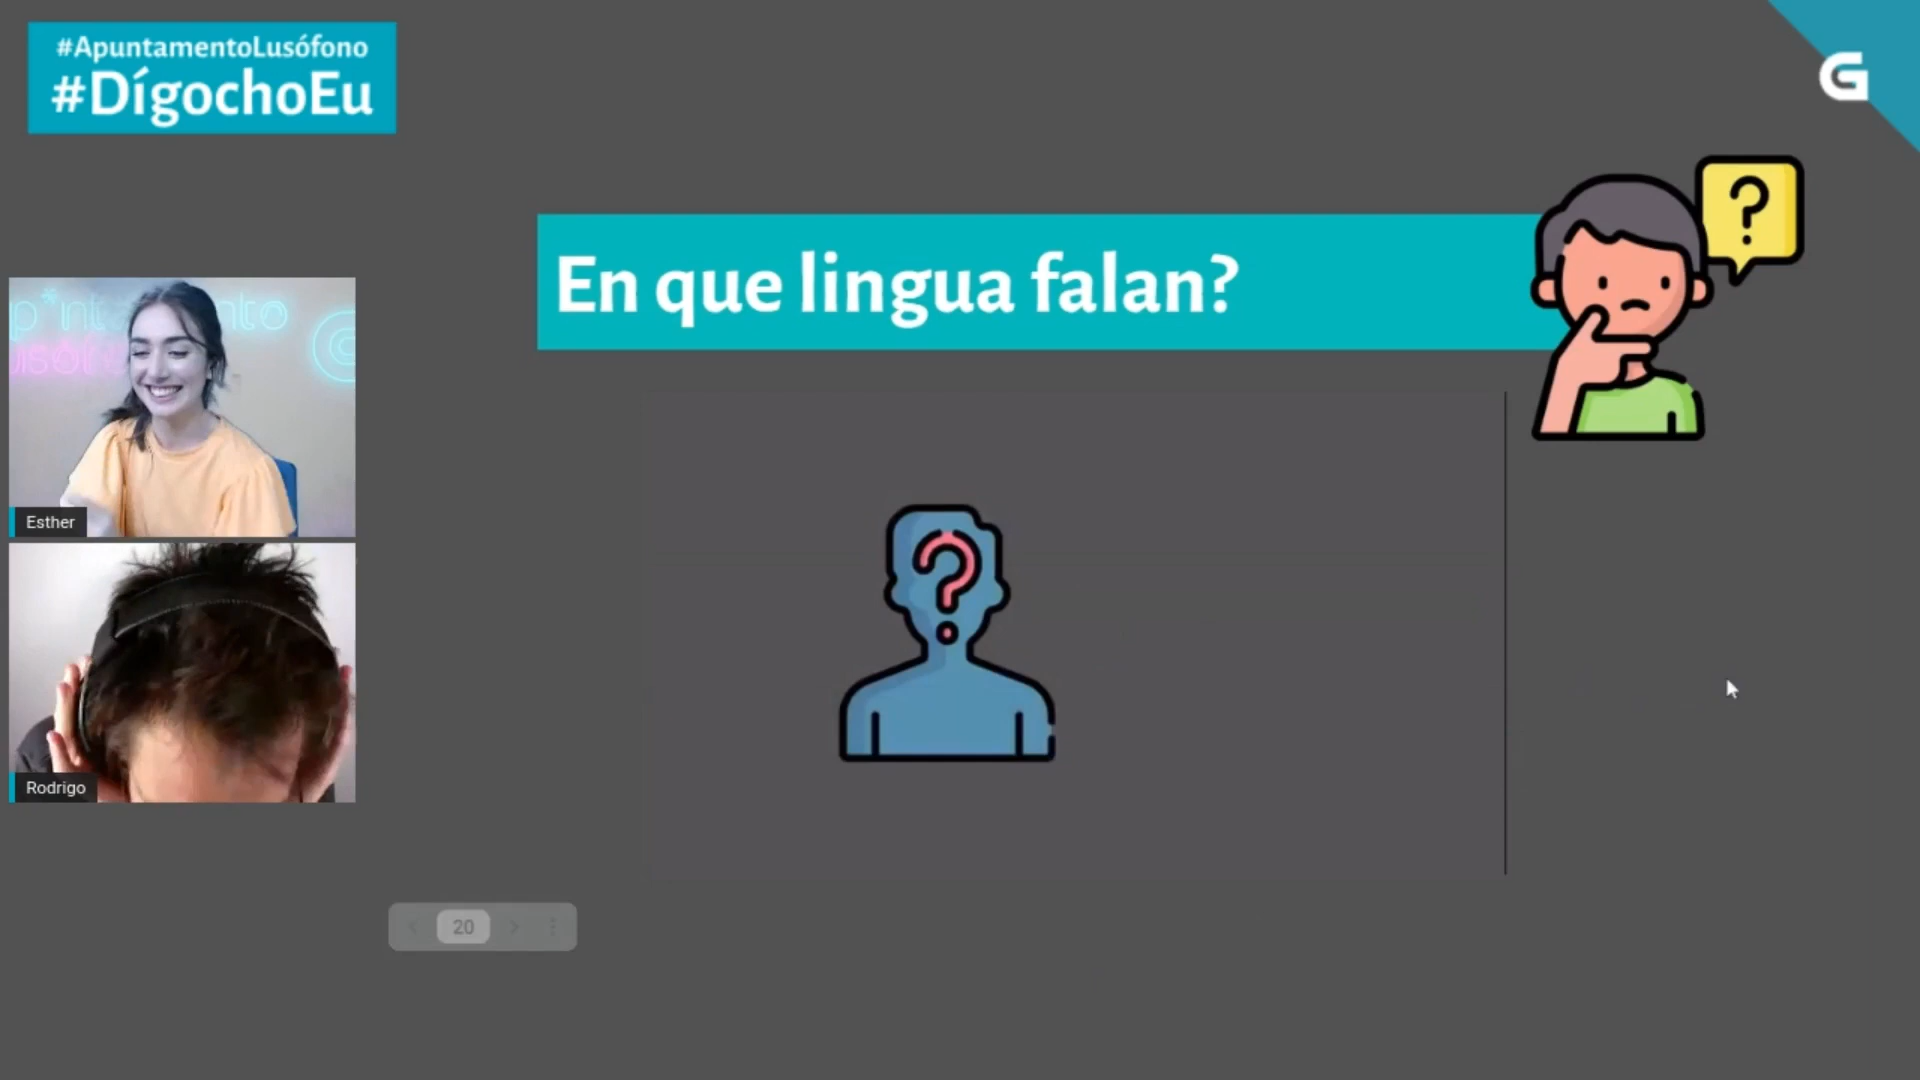 #ApuntamentoLusófono
#DígochoEu
G
En que lingua falan?
?
Esther
?
Rodrigo
20